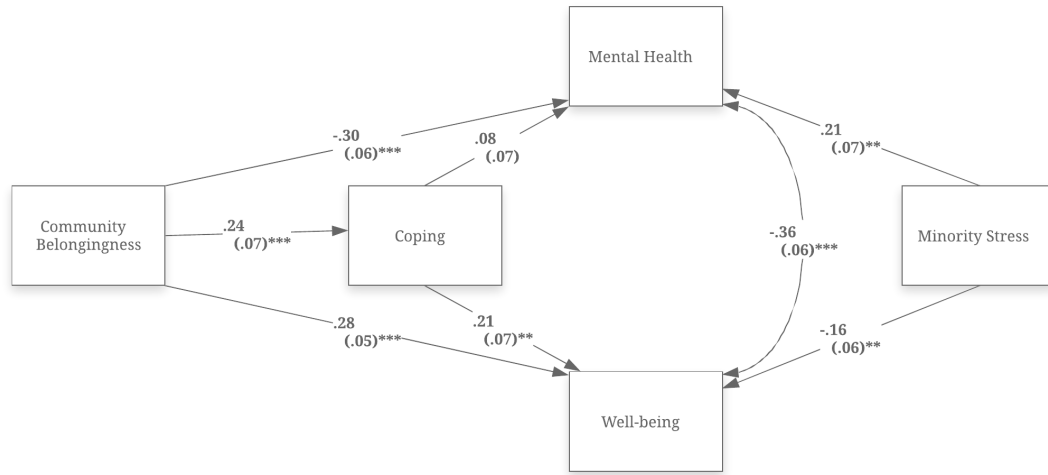 Mental Health
-.30
(.06)***
.08
(.07)
.21
(.07)**
Community
Belongingness
.24
(.07)***
Coping
-.36
(.06)***
Minority Stress
.28
(.05)***
.21
(.07)**
-.16
(.06)**
Well-being